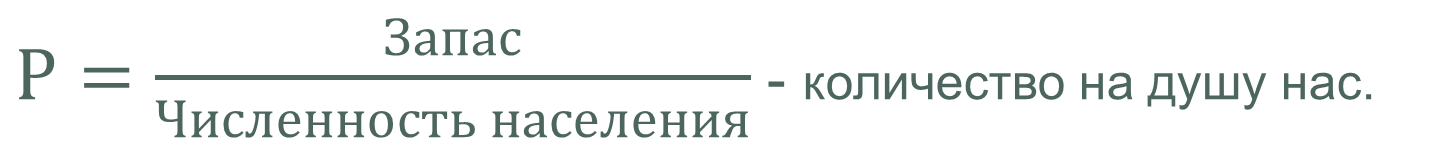 Р = Запас / Численность населения - количество на душу нас.